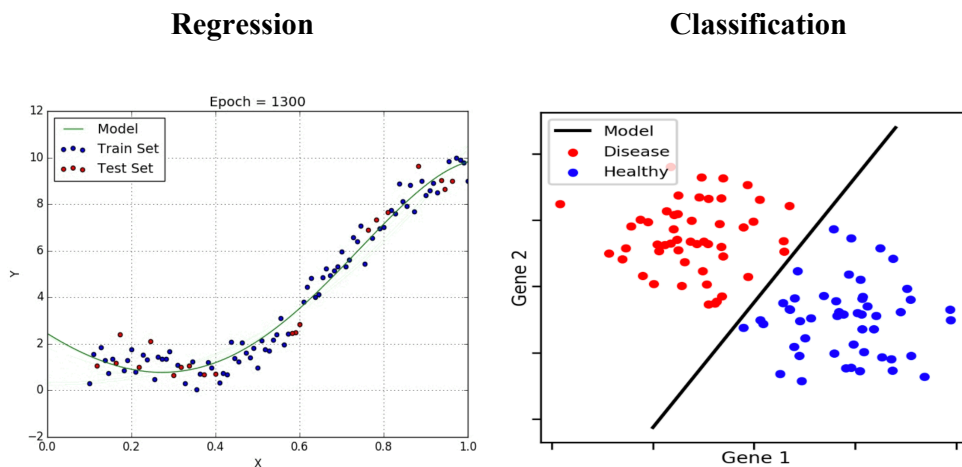 Regression
Classification
Epoch = 1300
12
10
8
6
4
2
0
−2
Y
Model
Train Set
Test Set
0.0
0.2
0.4
0.6
0.8
1.0
X
Model
Disease
Healthy
Gene 2
Gene 1